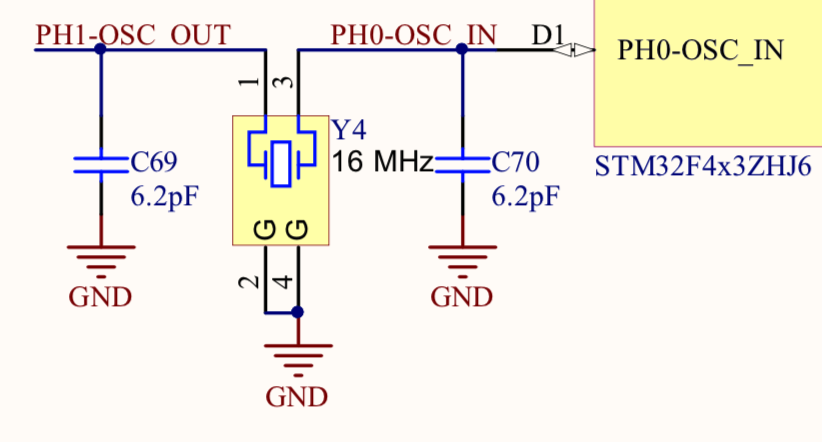 PH1-OSC_OUT
PH0-OSC_IN
D1
PH0-OSC_IN
1
3
Y4
16 MHz
C69
6.2pF
C70
6.2pF
STM32F4x3ZHJ6
G
G
2
4
GND
GND
GND